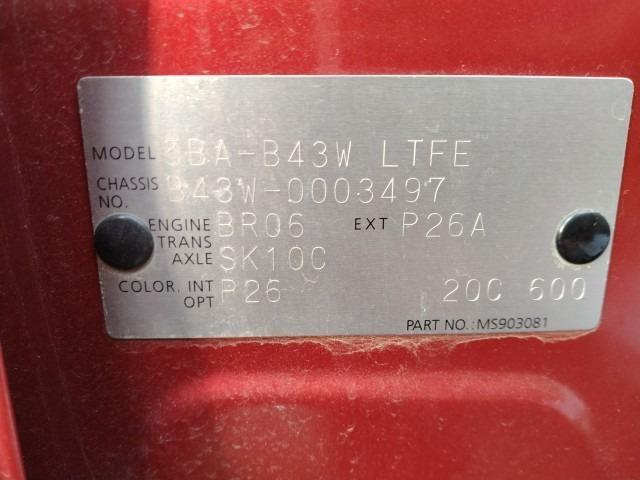 MODEL 5BA-B43W LTFE
CHASSIS NO. B43W-0003497
ENGINE BR06 EXT P26A
TRANS AXLE SK10C
COLOR. INT OPT P26 20C 600
PART NO.:MS903081